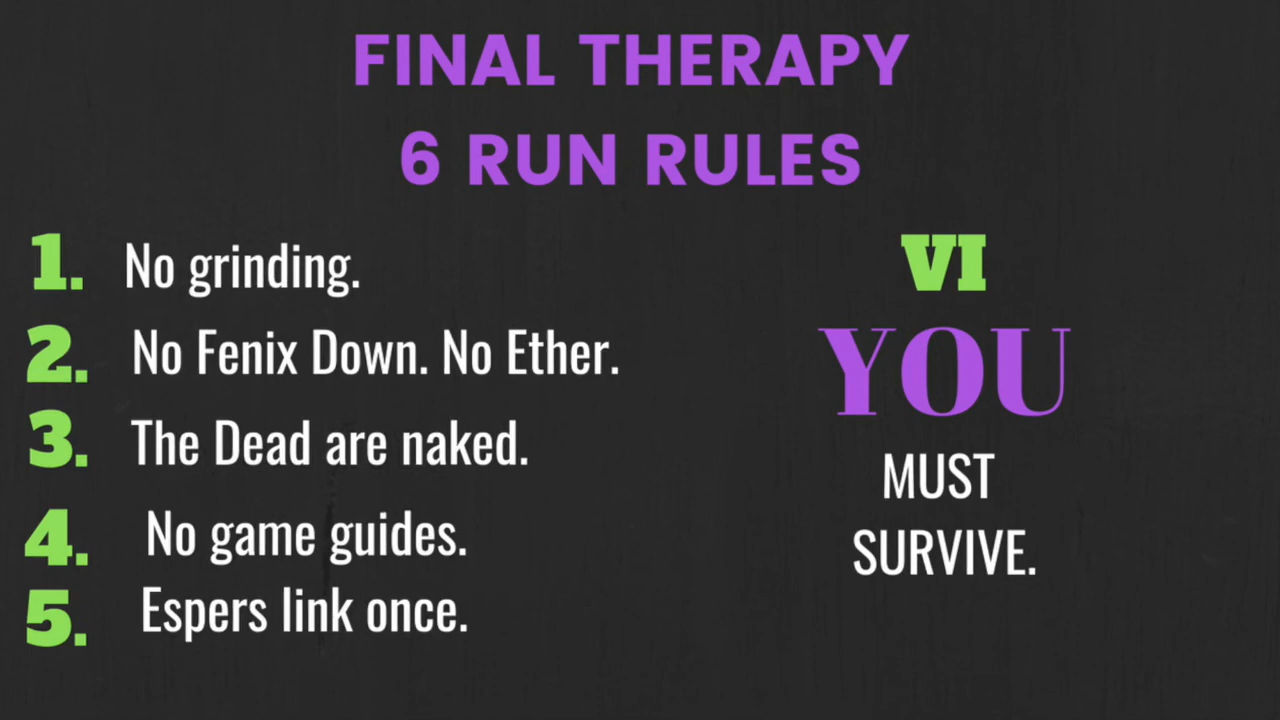 FINAL THERAPY
6 RUN RULES
1. No grinding.
2. No Fenix Down. No Ether.
3. The Dead are naked.
4. No game guides.
5. Espers link once.
VI
YOU
MUST
SURVIVE.